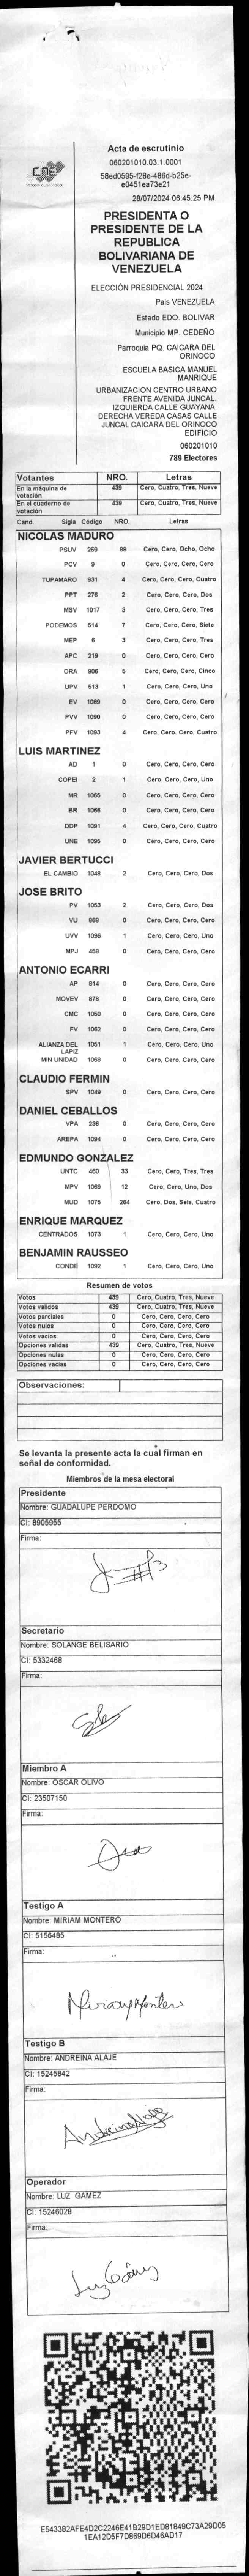 CNE
Acta de escrutinio
060201010.03.1.0001
58ed0595-f28e-486d-b25e-
e0451ea73e21
28/07/2024 06:45:25 PM
PRESIDENTA O
PRESIDENTE DE LA
REPUBLICA
BOLIVARIANA DE
VENEZUELA
ELECCIÓN PRESIDENCIAL 2024
Pais VENEZUELA
Estado EDO. BOLIVAR
Municipio MP. CEDEÑO
Parroquia PQ. CAICARA DEL
ORINOCO
ESCUELA BASICA MANUEL
MANRIQUE
URBANIZACION CENTRO URBANO
FRENTE AVENIDA JUNCAL.
IZQUIERDA CALLE GUAYANA.
DERECHA VEREDA CASAS CALLE
JUNCAL CAICARA DEL ORINOCO
EDIFICIO
060201010
789 Electores
Votantes NRO. Letras
En la máquina de votación 439 Cero, Cuatro, Tres, Nueve
En el cuaderno de votación 439 Cero, Cuatro, Tres, Nueve
Cand. Sigla Código NRO. Letras
NICOLAS MADURO
PSUV 269 88 Cero, Cero, Ocho, Ocho
PCV 9 0 Cero, Cero, Cero, Cero
TUPAMARO 931 4 Cero, Cero, Cero, Cuatro
PPT 276 2 Cero, Cero, Cero, Dos
MSV 1017 3 Cero, Cero, Cero, Tres
PODEMOS 514 7 Cero, Cero, Cero, Siete
MEP 6 3 Cero, Cero, Cero, Tres
APC 219 0 Cero, Cero, Cero, Cero
ORA 906 5 Cero, Cero, Cero, Cinco
UPV 513 1 Cero, Cero, Cero, Uno
EV 1089 0 Cero, Cero, Cero, Cero
PVV 1090 0 Cero, Cero, Cero, Cero
PFV 1093 4 Cero, Cero, Cero, Cuatro
LUIS MARTINEZ
AD 1 0 Cero, Cero, Cero, Cero
COPEI 2 1 Cero, Cero, Cero, Uno
MR 1065 0 Cero, Cero, Cero, Cero
BR 1066 0 Cero, Cero, Cero, Cero
DDP 1091 4 Cero, Cero, Cero, Cuatro
UNE 1095 0 Cero, Cero, Cero, Cero
JAVIER BERTUCCI
EL CAMBIO 1048 2 Cero, Cero, Cero, Dos
JOSE BRITO
PV 1053 2 Cero, Cero, Cero, Dos
VU 869 0 Cero, Cero, Cero, Cero
UVV 1096 1 Cero, Cero, Cero, Uno
MPJ 458 0 Cero, Cero, Cero, Cero
ANTONIO ECARRI
AP 914 0 Cero, Cero, Cero, Cero
MOVEV 878 0 Cero, Cero, Cero, Cero
CMC 1050 0 Cero, Cero, Cero, Cero
FV 1062 0 Cero, Cero, Cero, Cero
ALIANZA DEL LAPIZ 1051 1 Cero, Cero, Cero, Uno
MIN UNIDAD 1068 0 Cero, Cero, Cero, Cero
CLAUDIO FERMIN
SPV 1049 0 Cero, Cero, Cero, Cero
DANIEL CEBALLOS
VPA 236 0 Cero, Cero, Cero, Cero
AREPA 1094 0 Cero, Cero, Cero, Cero
EDMUNDO GONZALEZ
UNTC 460 33 Cero, Cero, Tres, Tres
MPV 1069 12 Cero, Cero, Uno, Dos
MUD 1075 264 Cero, Dos, Seis, Cuatro
ENRIQUE MARQUEZ
CENTRADOS 1073 1 Cero, Cero, Cero, Uno
BENJAMIN RAUSSEO
CONDE 1092 1 Cero, Cero, Cero, Uno
Resumen de votos
Votos 439 Cero, Cuatro, Tres, Nueve
Votos validos 439 Cero, Cuatro, Tres, Nueve
Votos parciales 0 Cero, Cero, Cero, Cero
Votos nulos 0 Cero, Cero, Cero, Cero
Votos vacios 0 Cero, Cero, Cero, Cero
Opciones validas 439 Cero, Cuatro, Tres, Nueve
Opciones nulas 0 Cero, Cero, Cero, Cero
Opciones vacias 0 Cero, Cero, Cero, Cero
Observaciones:
Se levanta la presente acta la cual firman en
señal de conformidad.
Miembros de la mesa electoral
Presidente
Nombre: GUADALUPE PERDOMO
CI: 8905955
Firma:
Secretario
Nombre: SOLANGE BELISARIO
CI: 5332468
Firma:
Miembro A
Nombre: OSCAR OLIVO
CI: 23507150
Firma:
Testigo A
Nombre: MIRIAM MONTERO
CI: 5156485
Firma:
Testigo B
Nombre: ANDREINA ALAJE
CI: 15245842
Firma:
Andreina Alaje
Operador
Nombre: LUZ GAMEZ
CI: 15246028
Firma:
Luz Gámez
E543382AFE4D2C2246E41B29D1ED81849C73A29D05
1EA12D5F7D869D6D46AD17